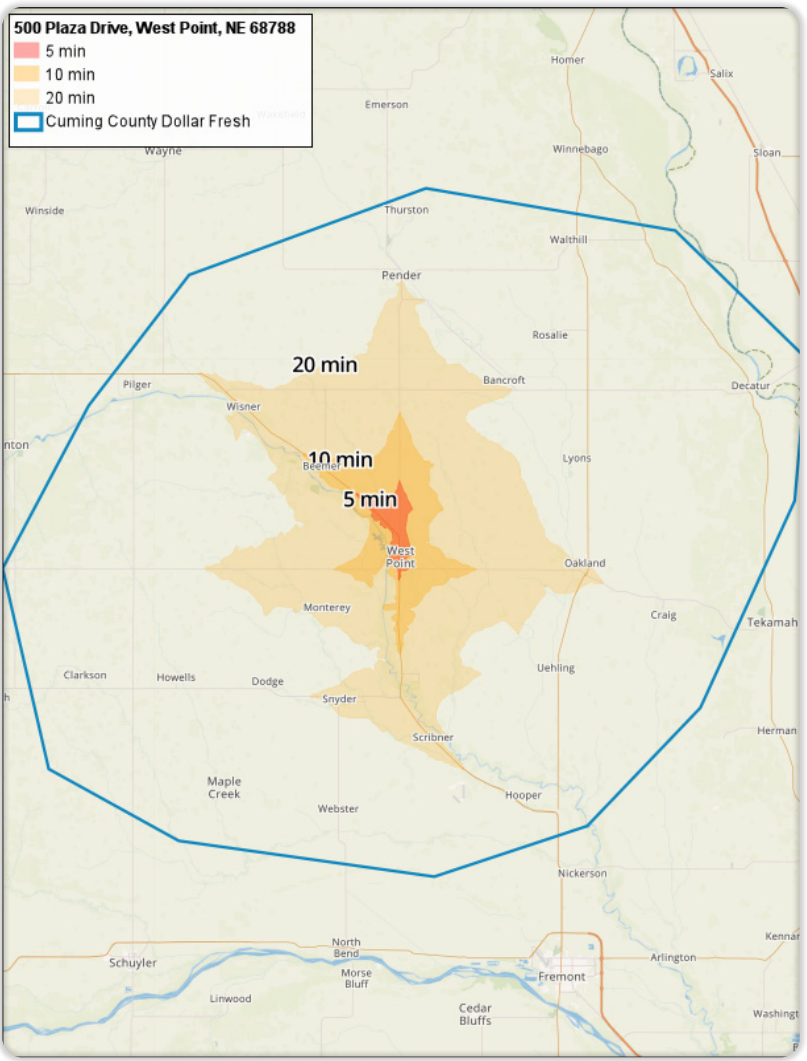 500 Plaza Drive, West Point, NE 68788
5 min
10 min
20 min
Cuming County Dollar Fresh
Wakefield
Homer
Salix
Emerson
Wayne
Winnebago
Sloan
Winside
Thurston
Walthill
Pender
Rosalie
20 min
Bancroft
Pilger
Decatur
Wisner
nton
10 min
Beemer
Lyons
5 min
West
Point
Oakland
Monterey
Craig
Tekamah
Uehling
Clarkson
Howells
Dodge
h
Snyder
Herman
Scribner
Maple
Creek
Hooper
Webster
Nickerson
Kennar
North
Bend
Schuyler
Arlington
Morse
Bluff
Fremont
Linwood
Cedar
Bluffs
Washingt